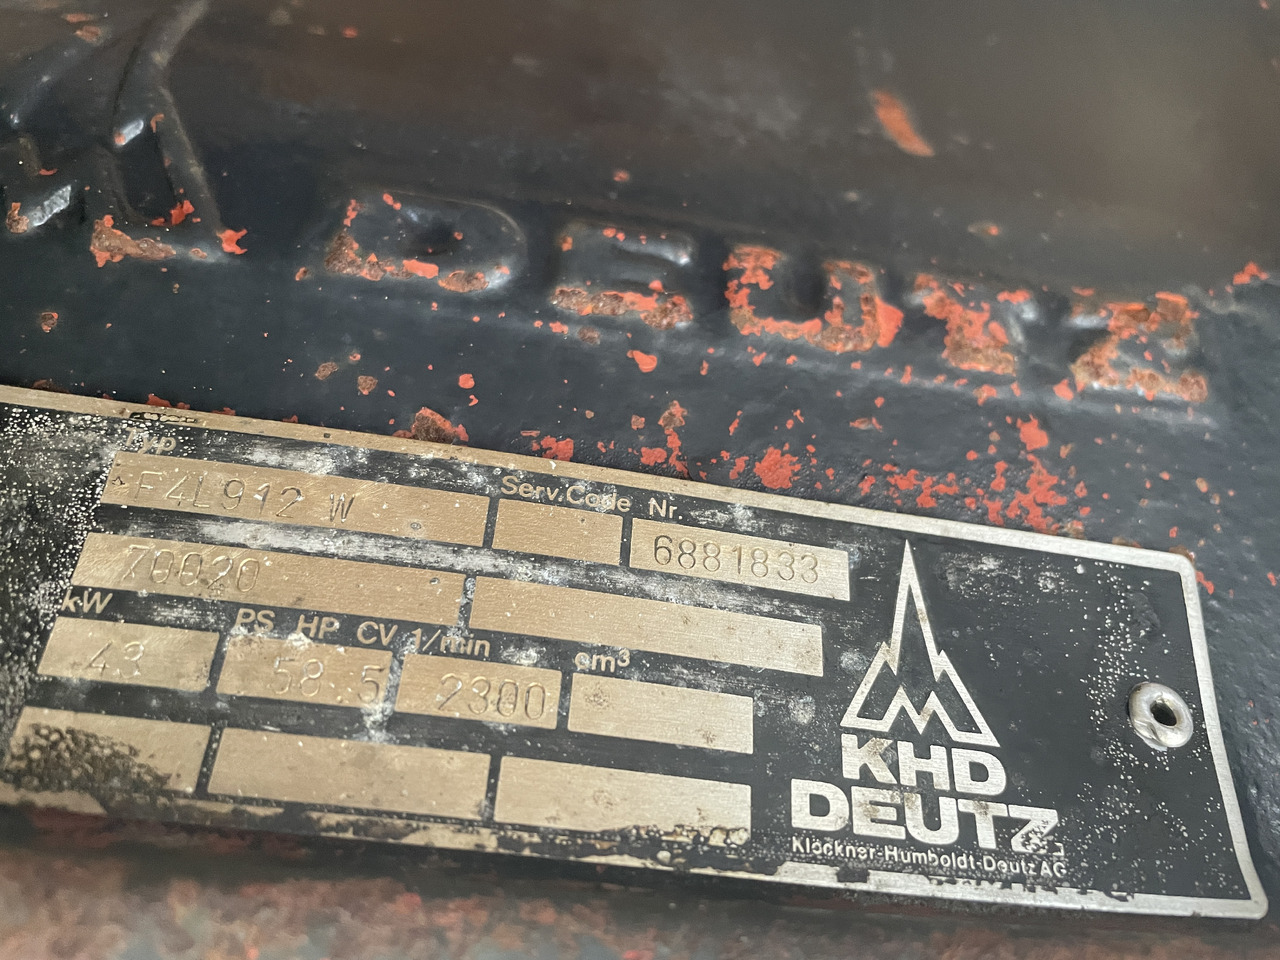 DEUTZ
Typ
Serv.Code Nr.
F4L912 W 6881833
70020
kW PS HP CV 1/min cm³
43 58.5 2300
KHD
DEUTZ
Klöckner-Humboldt-Deutz AG